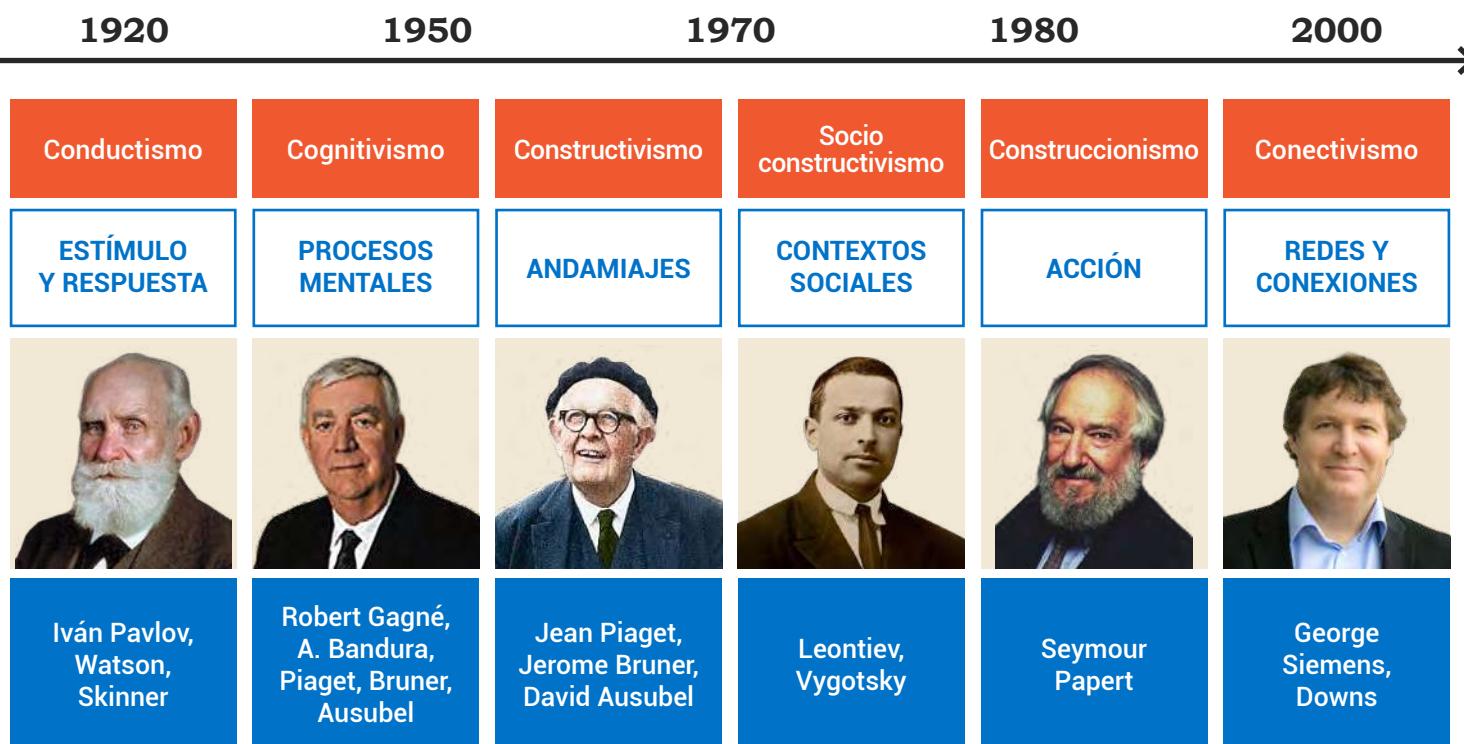 1920 1950 1970 1980 2000
Conductismo
Cognitivismo
Constructivismo
Socio
constructivismo
Construccionismo
Conectivismo
ESTÍMULO
Y RESPUESTA
PROCESOS
MENTALES
ANDAMIAJES
CONTEXTOS
SOCIALES
ACCIÓN
REDES Y
CONEXIONES
Iván Pavlov,
Watson,
Skinner
Robert Gagné,
A. Bandura,
Piaget, Bruner,
Ausubel
Jean Piaget,
Jerome Bruner,
David Ausubel
Leontiev,
Vygotsky
Seymour
Papert
George
Siemens,
Downs